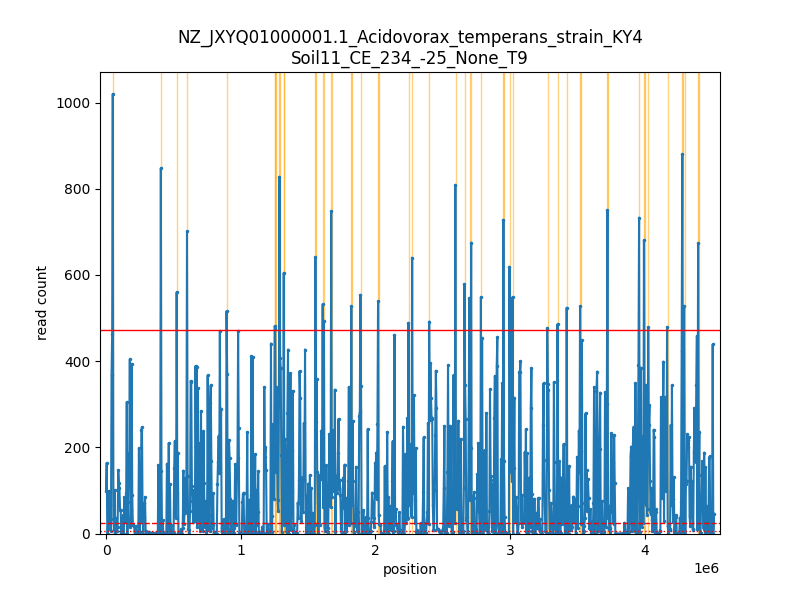 NZ_JXYQ01000001.1_Acidovorax_temperans_strain_KY4
Soil11_CE_234_-25_None_T9
1000
800
600
400
200
0
read count
0
1
2
3
4
1e6
position